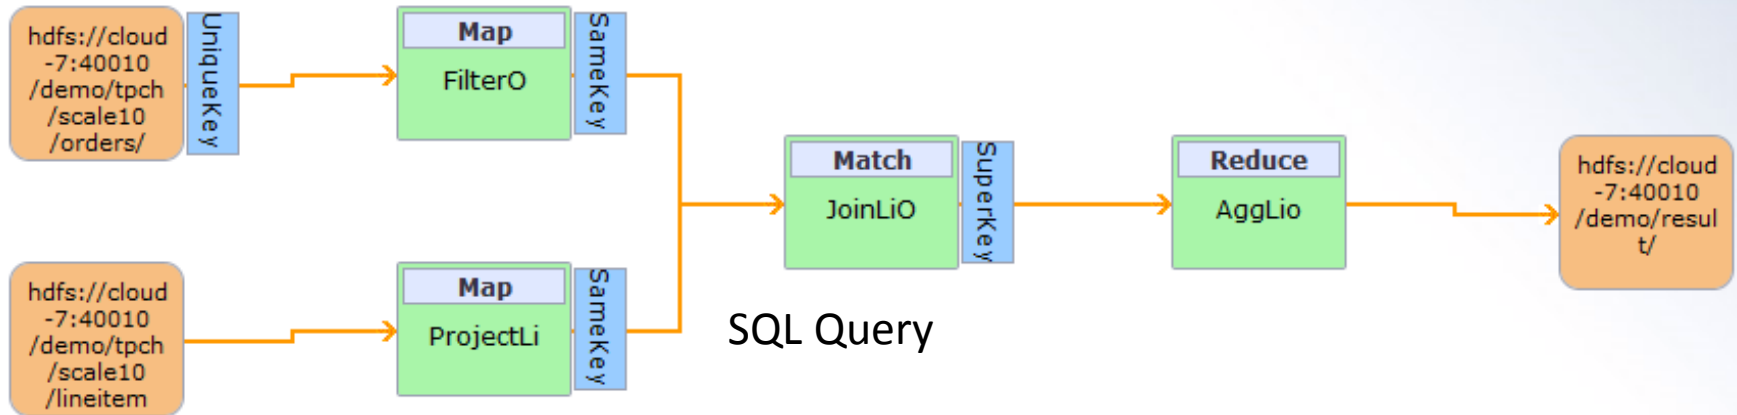 hdfs://cloud
-7:40010
/demo/tpch
/scale10
/orders/
UniqueKey
Map
FilterO
SameKey
hdfs://cloud
-7:40010
/demo/tpch
/scale10
/lineitem
Map
ProjectLi
SameKey
Match
JoinLiO
SuperKey
Reduce
AggLio
hdfs://cloud
-7:40010
/demo/resul
t/
SQL Query